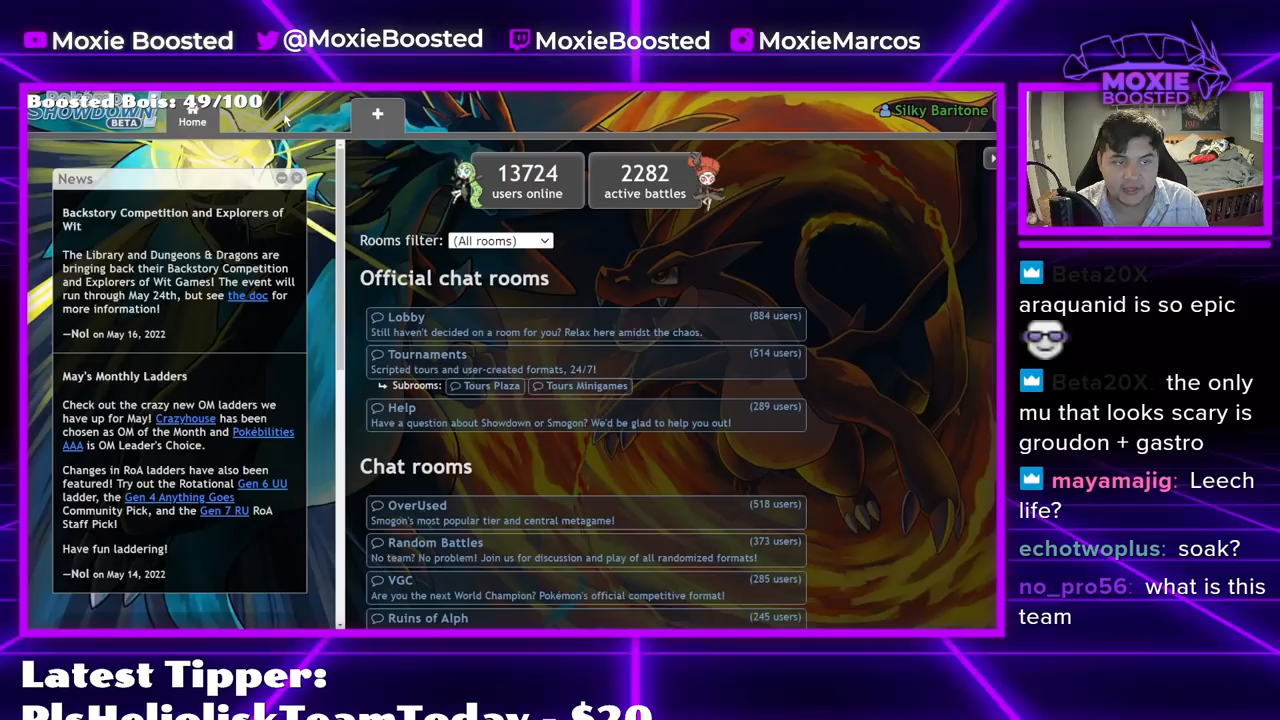 Moxie Boosted @MoxieBoosted MoxieBoosted MoxieMarcos
MOXIE
BOOSTED
Boosted Bois: 49/100
SHOWDOWN
BETA
Home
+
Silky Baritone
News
Backstory Competition and Explorers of
Wit
The Library and Dungeons & Dragons are
bringing back their Backstory Competition
and Explorers of Wit Games! The event will
run through May 24th, but see the doc for
more information!
—Nol on May 16, 2022
May's Monthly Ladders
Check out the crazy new OM ladders we
have up for May! Crazyhouse has been
chosen as OM of the Month and Pokébilities
AAA is OM Leader's Choice.
Changes in RoA ladders have also been
featured! Try out the Rotational Gen 6 UU
ladder, the Gen 4 Anything Goes
Community Pick, and the Gen 7 RU RoA
Staff Pick!
Have fun laddering!
—Nol on May 14, 2022
13724
users online
2282
active battles
Rooms filter: (All rooms)
Official chat rooms
Lobby (884 users)
Still haven't decided on a room for you? Relax here amidst the chaos.
Tournaments (514 users)
Scripted tours and user-created formats, 24/7!
Subrooms: Tours Plaza Tours Minigames
Help (289 users)
Have a question about Showdown or Smogon? We'd be glad to help you out!
Chat rooms
OverUsed (518 users)
Smogon's most popular tier and central metagame!
Random Battles (373 users)
No team? No problem! Join us for discussion and play of all randomized formats!
VGC (285 users)
Are you the next World Champion? Pokémon's official competitive format!
Ruins of Alph (245 users)
Beta20X
araquanid is so epic
Beta20X: the only
mu that looks scary is
groudon + gastro
mayamajig: Leech
life?
echotwoplus: soak?
no_pro56: what is this
team
Latest Tipper:
PlsHelioliskTeamToday - $20